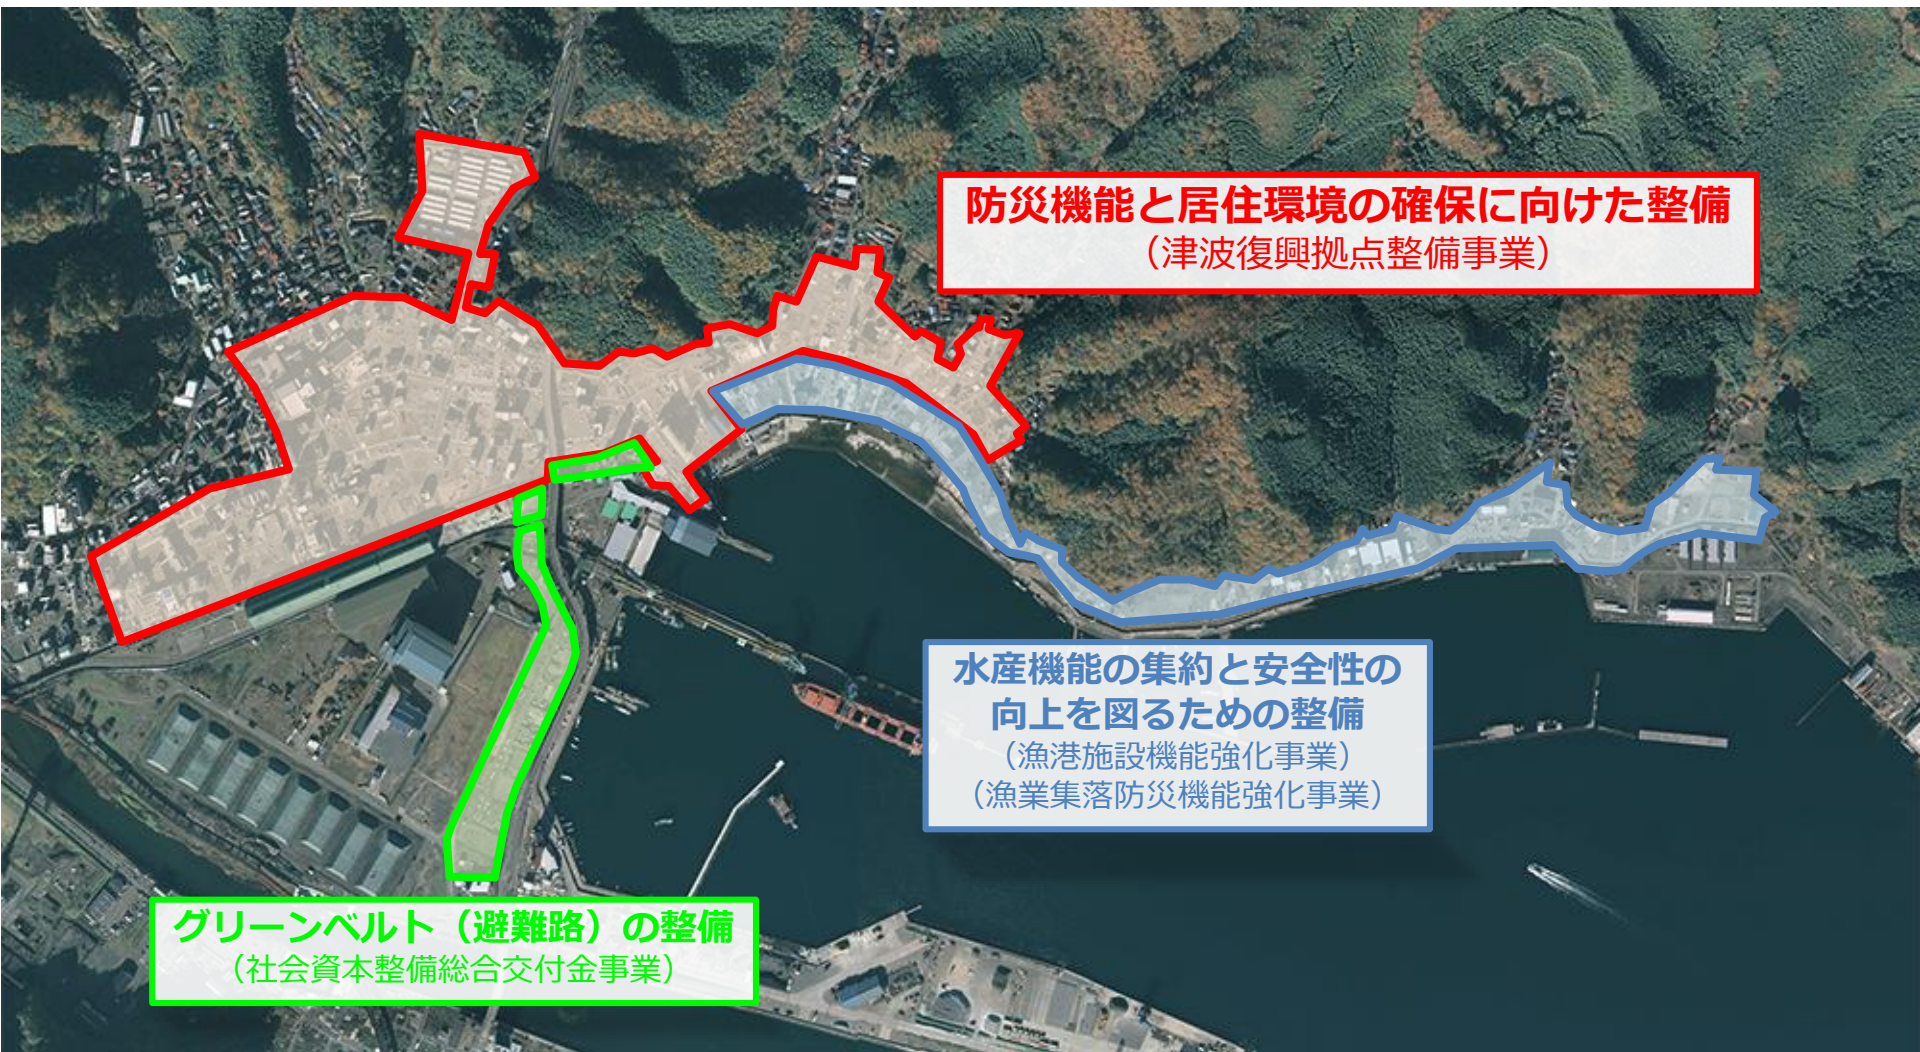 防災機能と居住環境の確保に向けた整備
（津波復興拠点整備事業）
水産機能の集約と安全性の
向上を図るための整備
（漁港施設機能強化事業）
（漁業集落防災機能強化事業）
グリーンベルト（避難路）の整備
（社会資本整備総合交付金事業）